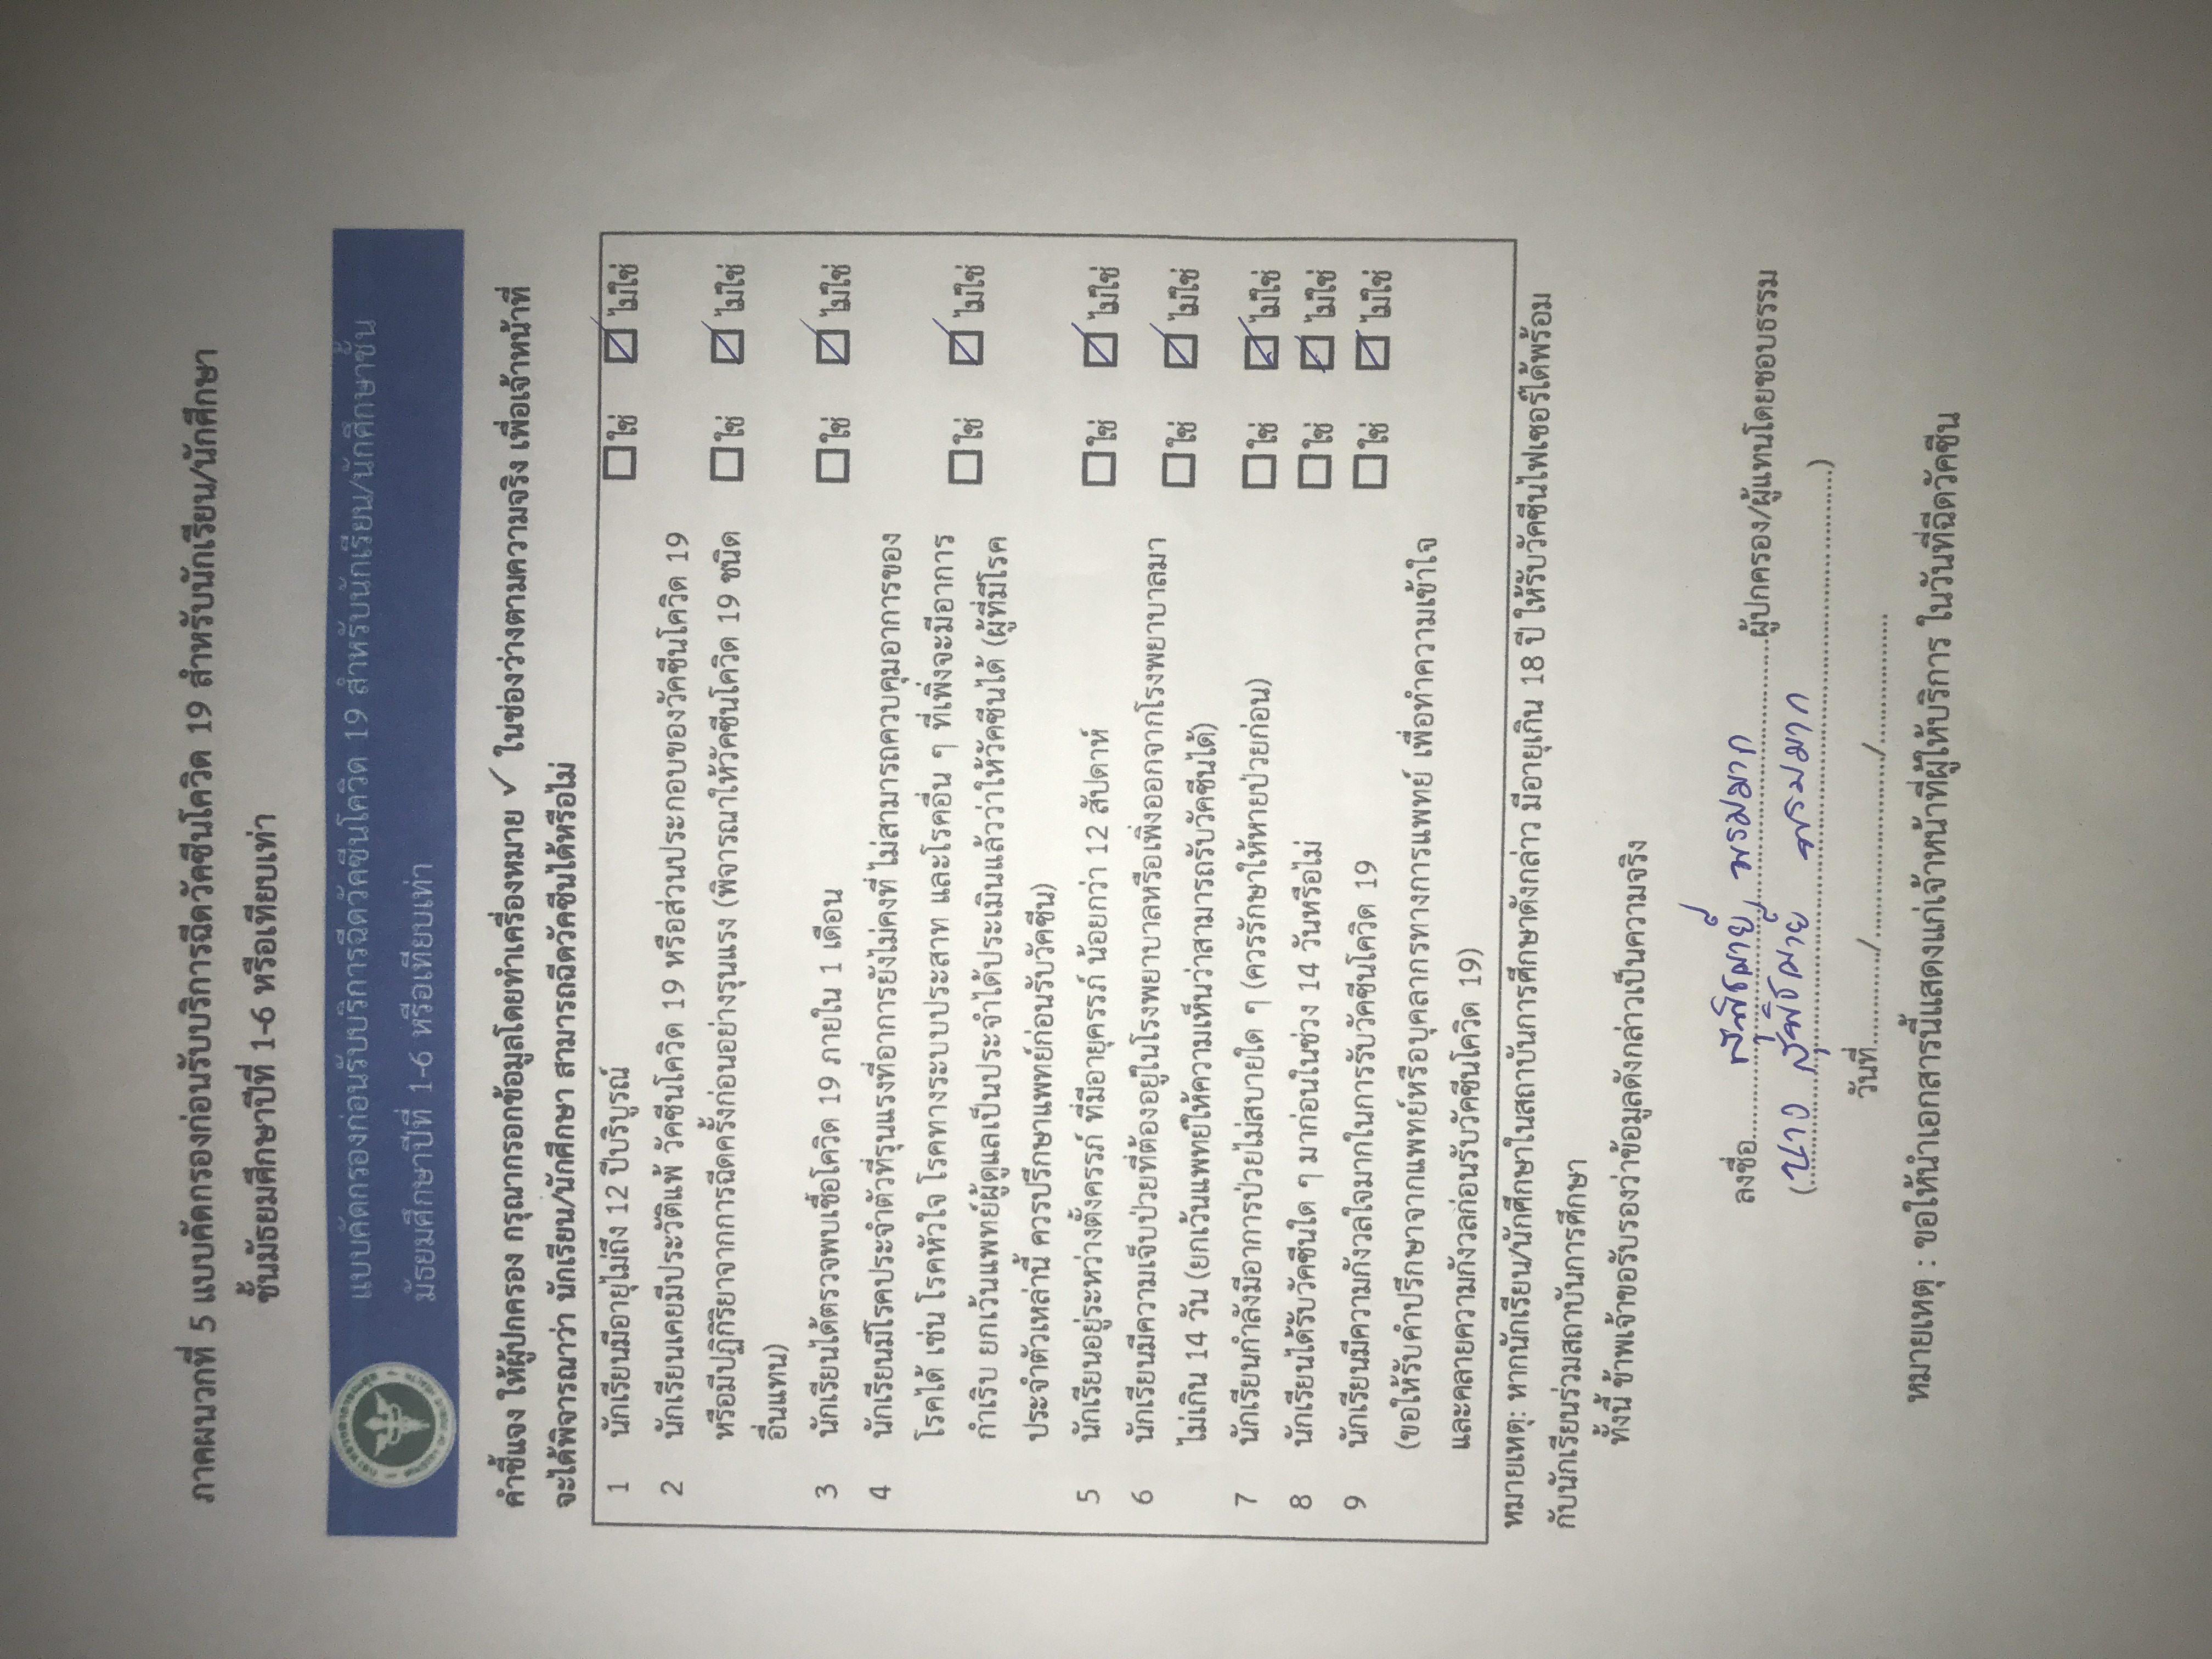 ภาคผนวกที่ 5 แบบคัดกรองก่อนรับบริการฉีดวัคซีนโควิด 19 สำหรับนักเรียน/นักศึกษา
ชั้นมัธยมศึกษาปีที่ 1-6 หรือเทียบเท่า
แบบคัดกรองก่อนรับบริการฉีดวัคซีนโควิด 19 สำหรับนักเรียน/นักศึกษาชั้น
มัธยมศึกษาปีที่ 1-6 หรือเทียบเท่า
กระทรวงสาธารณสุข
MINISTRY OF PUBLIC HEALTH
คำชี้แจง ให้ผู้ปกครอง กรุณากรอกข้อมูลโดยทำเครื่องหมาย ✓ ในช่องว่างตามความจริง เพื่อเจ้าหน้าที่
จะได้พิจารณาว่า นักเรียน/นักศึกษา สามารถฉีดวัคซีนได้หรือไม่
1 นักเรียนมีอายุไม่ถึง 12 ปีบริบูรณ์ ☐ ใช่ ☑ ไม่ใช่
2 นักเรียนเคยมีประวัติแพ้ วัคซีนโควิด 19 หรือส่วนประกอบของวัคซีนโควิด 19
หรือมีปฏิกิริยาจากการฉีดครั้งก่อนอย่างรุนแรง (พิจารณาให้วัคซีนโควิด 19 ชนิด ☐ ใช่ ☑ ไม่ใช่
อื่นแทน)
3 นักเรียนได้ตรวจพบเชื้อโควิด 19 ภายใน 1 เดือน ☐ ใช่ ☑ ไม่ใช่
4 นักเรียนมีโรคประจำตัวที่รุนแรงที่อาการยังไม่คงที่ ไม่สามารถควบคุมอาการของ
โรคได้ เช่น โรคหัวใจ โรคทางระบบประสาท และโรคอื่น ๆ ที่เพิ่งจะมีอาการ ☐ ใช่ ☑ ไม่ใช่
กำเริบ ยกเว้นแพทย์ผู้ดูแลเป็นประจำได้ประเมินแล้วว่าให้วัคซีนได้ (ผู้ที่มีโรค
ประจำตัวเหล่านี้ ควรปรึกษาแพทย์ก่อนรับวัคซีน)
5 นักเรียนอยู่ระหว่างตั้งครรภ์ ที่มีอายุครรภ์ น้อยกว่า 12 สัปดาห์ ☐ ใช่ ☑ ไม่ใช่
6 นักเรียนมีความเจ็บป่วยที่ต้องอยู่ในโรงพยาบาลหรือเพิ่งออกจากโรงพยาบาลมา ☐ ใช่ ☑ ไม่ใช่
ไม่เกิน 14 วัน (ยกเว้นแพทย์ให้ความเห็นว่าสามารถรับวัคซีนได้)
7 นักเรียนกำลังมีอาการป่วยไม่สบายใด ๆ (ควรรักษาให้หายป่วยก่อน) ☐ ใช่ ☑ ไม่ใช่
8 นักเรียนได้รับวัคซีนใด ๆ มาก่อนในช่วง 14 วันหรือไม่ ☐ ใช่ ☑ ไม่ใช่
9 นักเรียนมีความกังวลใจมากในการรับวัคซีนโควิด 19 ☐ ใช่ ☑ ไม่ใช่
(ขอให้รับคำปรึกษาจากแพทย์หรือบุคลากรทางการแพทย์ เพื่อทำความเข้าใจ
และคลายความกังวลก่อนรับวัคซีนโควิด 19)
หมายเหตุ: หากนักเรียน/นักศึกษาในสถาบันการศึกษาดังกล่าว มีอายุเกิน 18 ปี ให้รับวัคซีนไฟเซอร์ได้พร้อม
กับนักเรียนร่วมสถาบันการศึกษา
ทั้งนี้ ข้าพเจ้าขอรับรองว่าข้อมูลดังกล่าวเป็นความจริง
ลงชื่อ..........สุพิชฌาย์ พรมมาก..........ผู้ปกครอง/ผู้แทนโดยชอบธรรม
(นาง สุพิชฌาย์ พรมมาก..............................)
วันที่............./........................../...................
หมายเหตุ : ขอให้นำเอกสารนี้แสดงแก่เจ้าหน้าที่ผู้ให้บริการ ในวันที่ฉีดวัคซีน